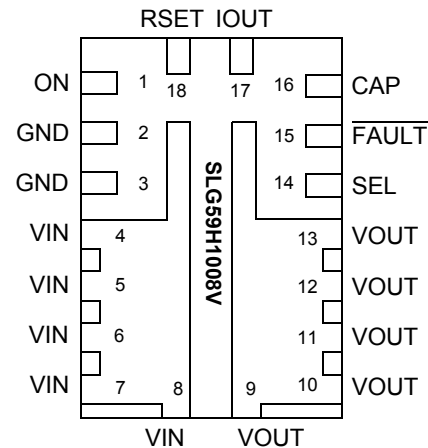 RSET IOUT
ON 1 18 17 16 CAP
GND 2 15 FAULT
GND 3 14 SEL
SLG59H1008V
VIN 4 13 VOUT
VIN 5 12 VOUT
VIN 6 11 VOUT
VIN 7 8 9 10 VOUT
VIN VOUT